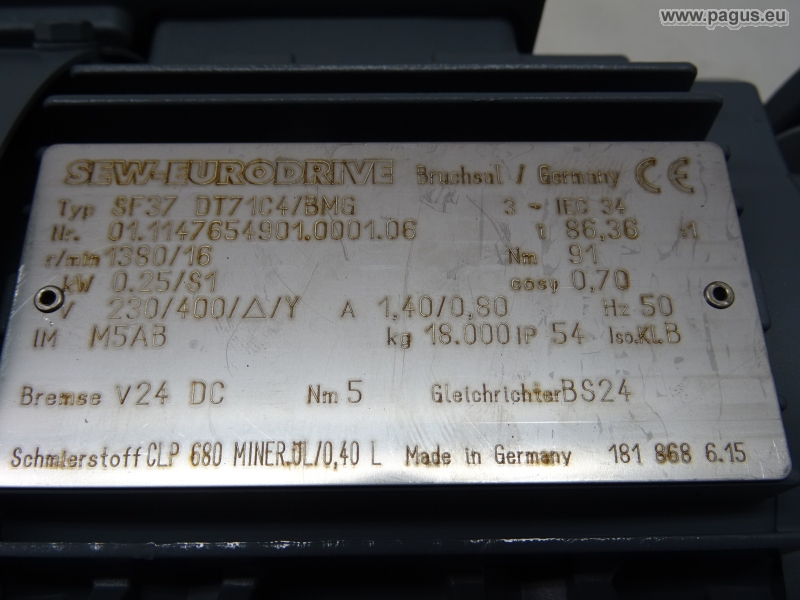 www.pagus.eu
SEW-EURODRIVE Bruchsal / Germany CE
Typ SF37 DT71C4/BMG 3 ~ IEC 34
Nr. 01.1147654901.0001.06 i 86,36 :1
r/min 1380/16 Nm 91
kW 0.25/S1 cosφ 0,70
V 230/400/△/Y A 1,40/0,80 Hz 50
IM M5AB kg 18.000 IP 54 Iso.Kl. B
Bremse V24 DC Nm 5 Gleichrichter BS24
Schmierstoff CLP 680 MINER.ÖL/0,40 L Made in Germany 181 868 6.15